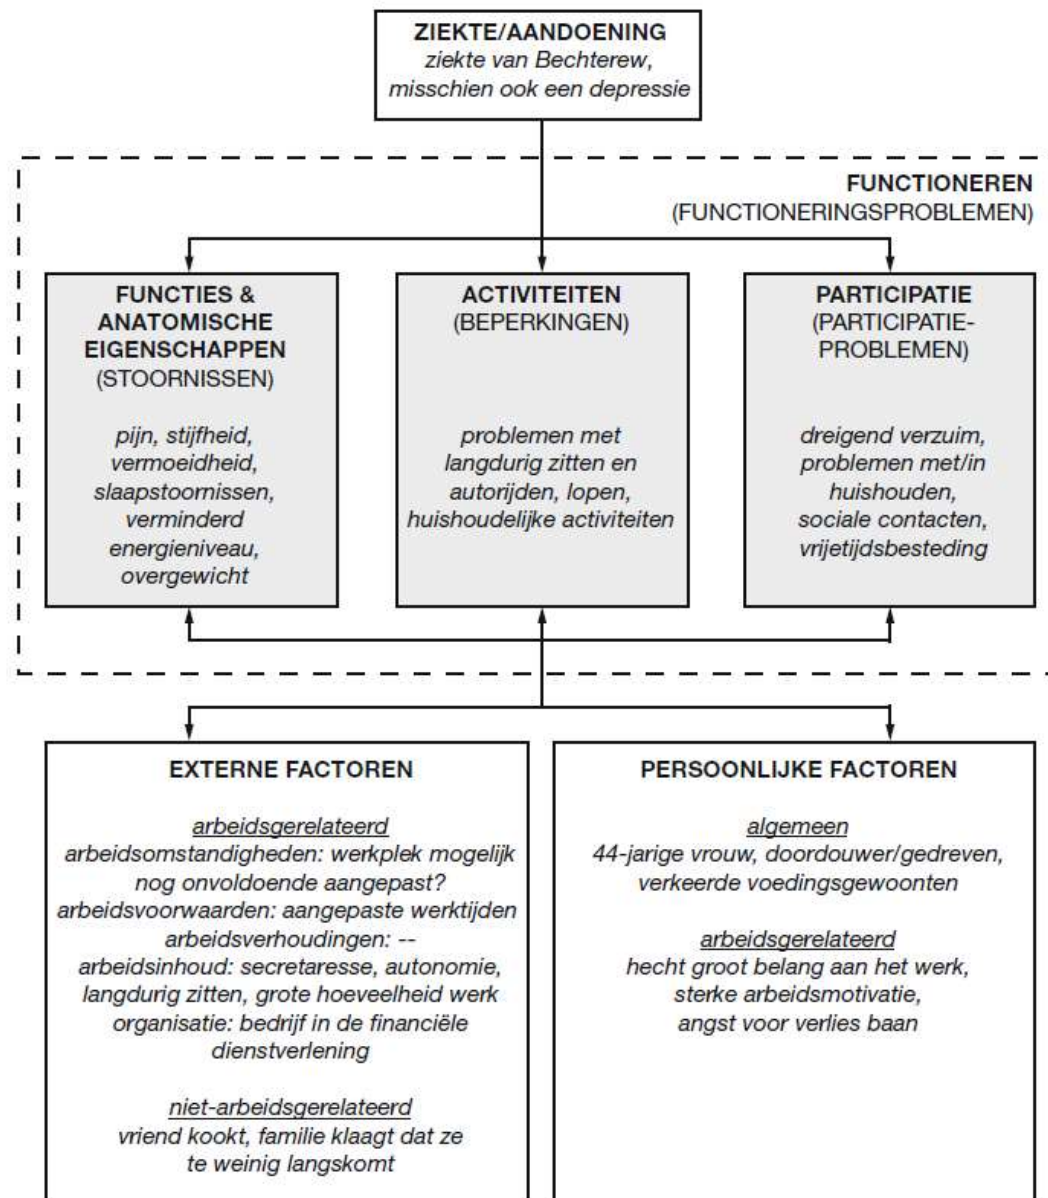 ZIEKTE/AANDOENING
ziekte van Bechterew,
misschien ook een depressie
FUNCTIONEREN
(FUNCTIONERINGSPROBLEMEN)
FUNCTIES &
ANATOMISCHE
EIGENSCHAPPEN
(STOORNISSEN)
pijn, stijfheid,
vermoeidheid,
slaapstoornissen,
verminderd
energieniveau,
overgewicht
ACTIVITEITEN
(BEPERKINGEN)
problemen met
langdurig zitten en
autorijden, lopen,
huishoudelijke activiteiten
PARTICIPATIE
(PARTICIPATIE-
PROBLEMEN)
dreigend verzuim,
problemen met/in
huishouden,
sociale contacten,
vrijetijdsbesteding
EXTERNE FACTOREN
arbeidsgerelateerd
arbeidsomstandigheden: werkplek mogelijk
nog onvoldoende aangepast?
arbeidsvoorwaarden: aangepaste werktijden
arbeidsverhoudingen: --
arbeidsinhoud: secretaresse, autonomie,
langdurig zitten, grote hoeveelheid werk
organisatie: bedrijf in de financiële
dienstverlening
niet-arbeidsgerelateerd
vriend kookt, familie klaagt dat ze
te weinig langskomt
PERSOONLIJKE FACTOREN
algemeen
44-jarige vrouw, doordouwer/gedreven,
verkeerde voedingsgewoonten
arbeidsgerelateerd
hecht groot belang aan het werk,
sterke arbeidsmotivatie,
angst voor verlies baan